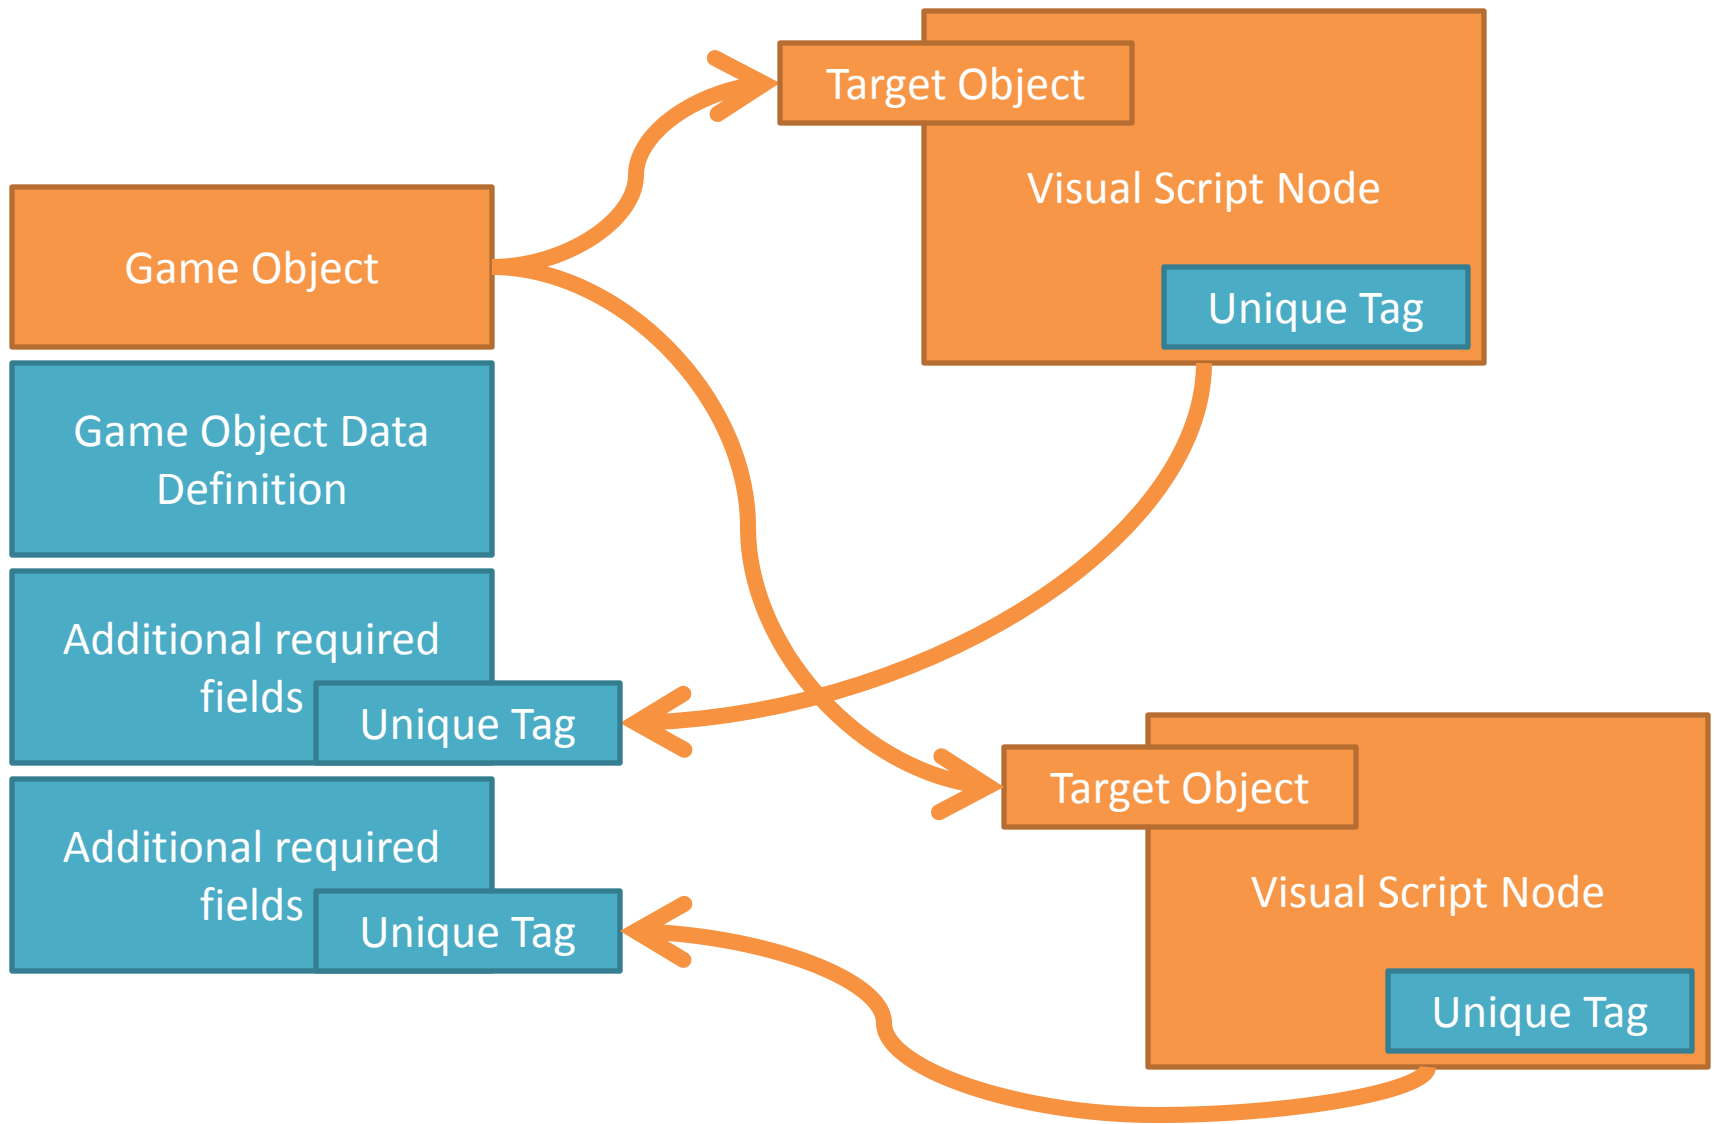 Target Object
Visual Script Node
Unique Tag
Game Object
Game Object Data
Definition
Additional required
fields
Unique Tag
Additional required
fields
Unique Tag
Target Object
Visual Script Node
Unique Tag